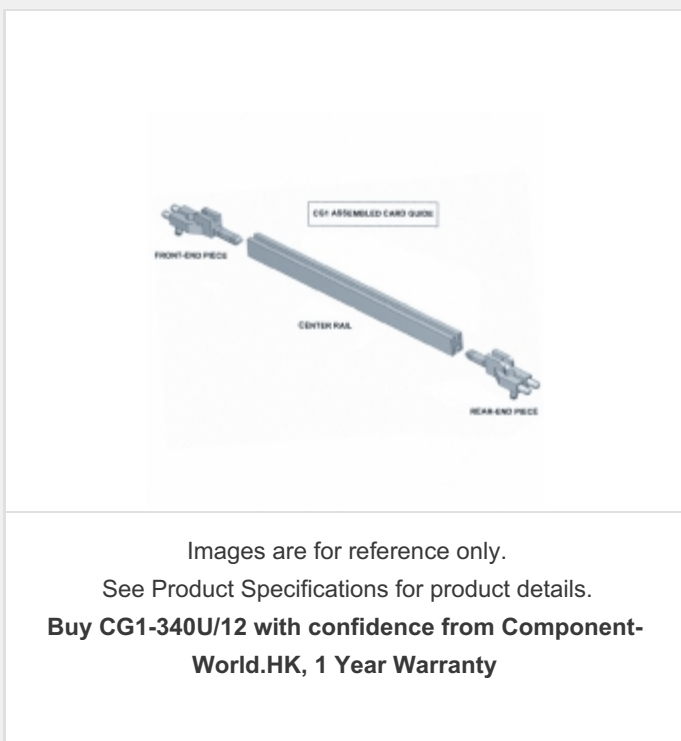 CG1 ASSEMBLED CARD GUIDE
FRONT-END PIECE
CENTER RAIL
REAR-END PIECE
Images are for reference only.
See Product Specifications for product details.
Buy CG1-340U/12 with confidence from Component-
World.HK, 1 Year Warranty